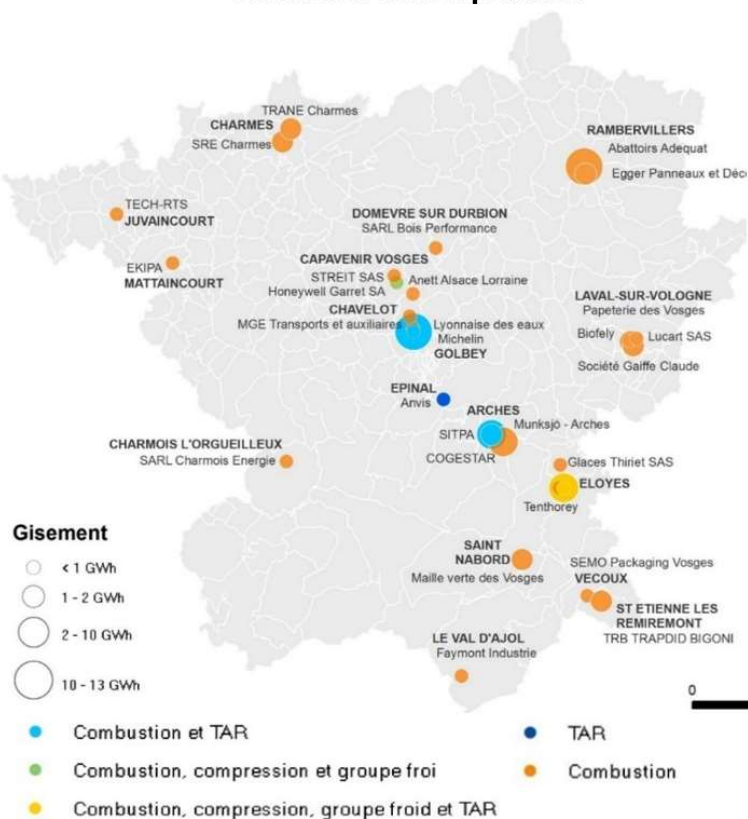 TRANE Charmes
CHARMES
SRE Charmes
RAMBERVILLERS
Abattoirs Adequat
Egger Panneaux et Déco
TECH-RTS
JUVAINCOURT
DOMEVRE SUR DURBION
SARL Bois Performance
EKIPA
MATTAINCOURT
CAPAVENIR VOSGES
STREIT SAS
Anett Alsace Lorraine
Honeywell Garret SA
CHAVELOT
MGE Transports et auxiliaires
Lyonnaise des eaux
Michelin
GOLBEY
LAVAL-SUR-VOLOGNE
Papeterie des Vosges
Biofely
Lucart SAS
Société Gaiffe Claude
EPINAL
Anvis
ARCHES
Munksjö - Arches
SITPA
COGESTAR
CHARMOIS L'ORGUEILLEUX
SARL Charmois Energie
Glaces Thiriet SAS
ELOYES
Tenthorey
SAINT
NABORD
Maille verte des Vosges
SEMO Packaging Vosges
VECOUX
ST ETIENNE LES
REMIREMONT
TRB TRAPDID BIGONI
LE VAL D'AJOL
Faymont Industrie
Gisement
< 1 GWh
1 - 2 GWh
2 - 10 GWh
10 - 13 GWh
0
Combustion et TAR
TAR
Combustion, compression et groupe froi
Combustion
Combustion, compression, groupe froid et TAR